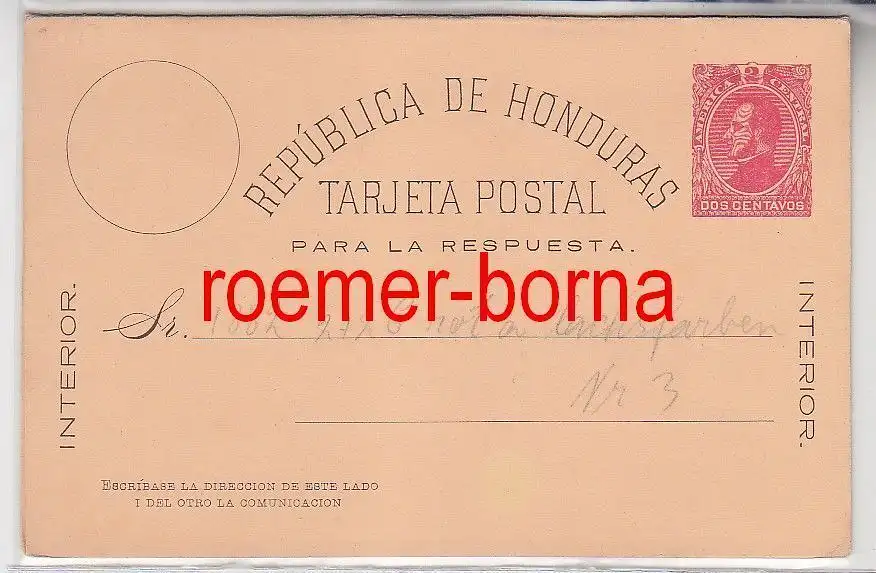 REPÚBLICA DE HONDURAS
2
AMERICA CENTRAL
DOS CENTAVOS
TARJETA POSTAL
PARA LA RESPUESTA.
roemer-borna
INTERIOR.
INTERIOR.
Sr.
Nr 3
ESCRÍBASE LA DIRECCION DE ESTE LADO
I DEL OTRO LA COMUNICACION